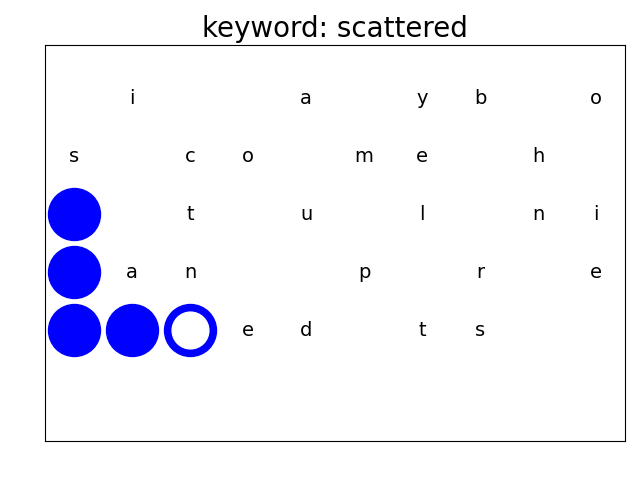 keyword: scattered
i a y b o
s c o m e h
t u l n i
a n p r e
e d t s